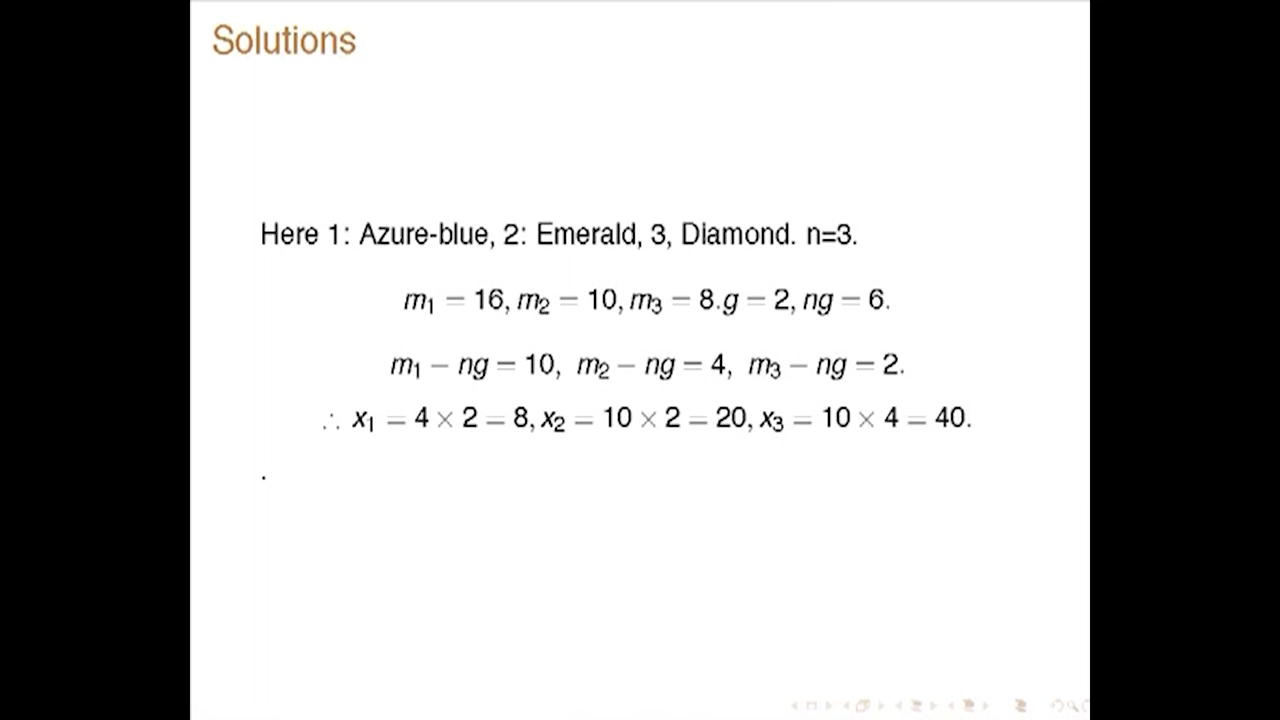 Solutions
Here 1: Azure-blue, 2: Emerald, 3, Diamond. n=3.
m₁ = 16, m₂ = 10, m₃ = 8.g = 2, ng = 6.
m₁ − ng = 10, m₂ − ng = 4, m₃ − ng = 2.
∴ x₁ = 4 × 2 = 8, x₂ = 10 × 2 = 20, x₃ = 10 × 4 = 40.
.